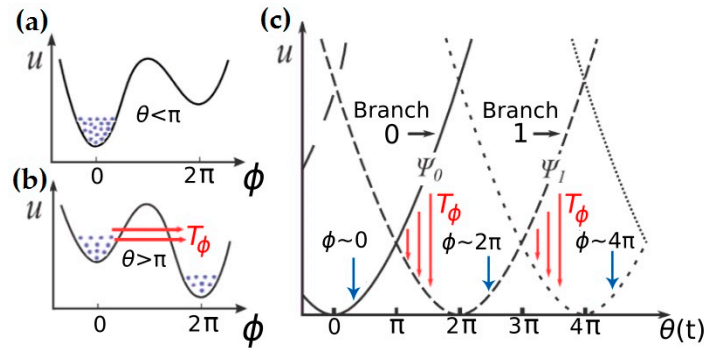 (a)
u
θ<π
0
2π
ϕ
(b)
u
Tϕ
θ>π
0
2π
ϕ
(c)
u
Branch
0
Branch
1
Ψ0
Ψ1
Tϕ
Tϕ
ϕ~0
ϕ~2π
ϕ~4π
0
π
2π
3π
4π
θ(t)